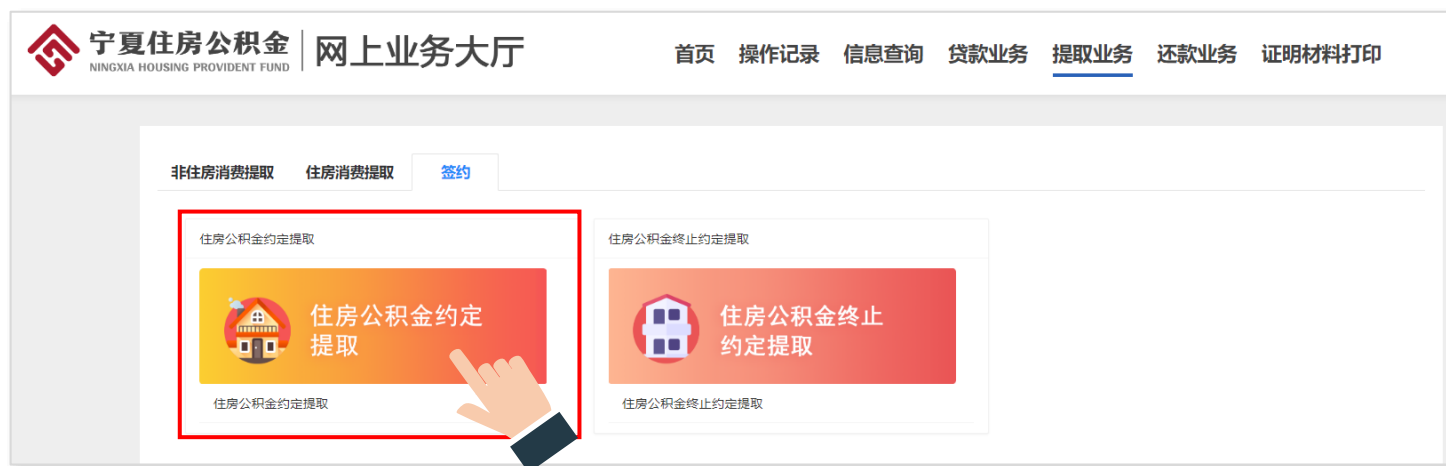 宁夏住房公积金
NINGXIA HOUSING PROVIDENT FUND
网上业务大厅
首页 操作记录 信息查询 贷款业务 提取业务 还款业务 证明材料打印
非住房消费提取 住房消费提取 签约
住房公积金约定提取
住房公积金约定
提取
住房公积金约定提取
住房公积金终止约定提取
住房公积金终止
约定提取
住房公积金终止约定提取